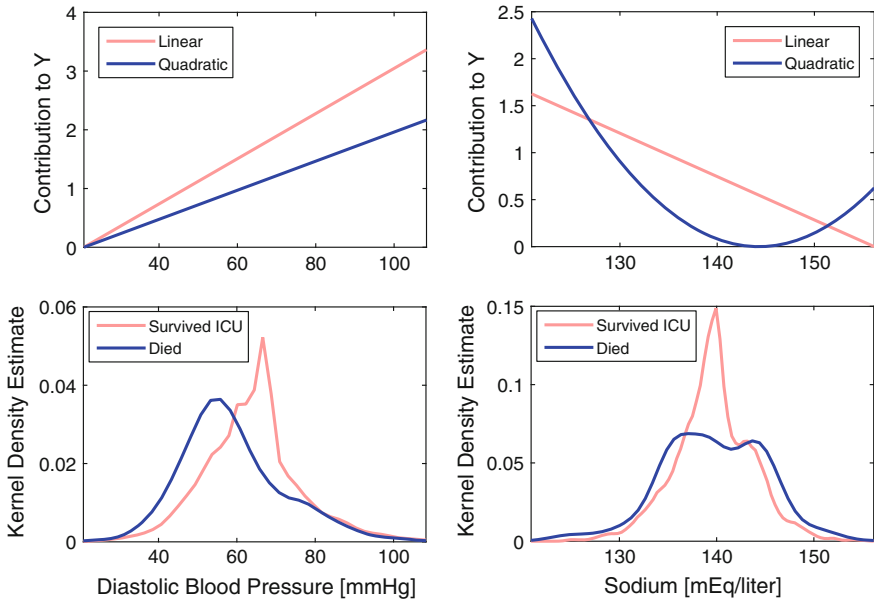 Contribution to Y
4
3
2
1
0
Linear
Quadratic
40
60
80
100
Contribution to Y
2.5
2
1.5
1
0.5
0
Linear
Quadratic
130
140
150
Kernel Density Estimate
0.06
0.04
0.02
0
Survived ICU
Died
40
60
80
100
Diastolic Blood Pressure [mmHg]
Kernel Density Estimate
0.15
0.10
0.05
0
Survived ICU
Died
130
140
150
Sodium [mEq/liter]